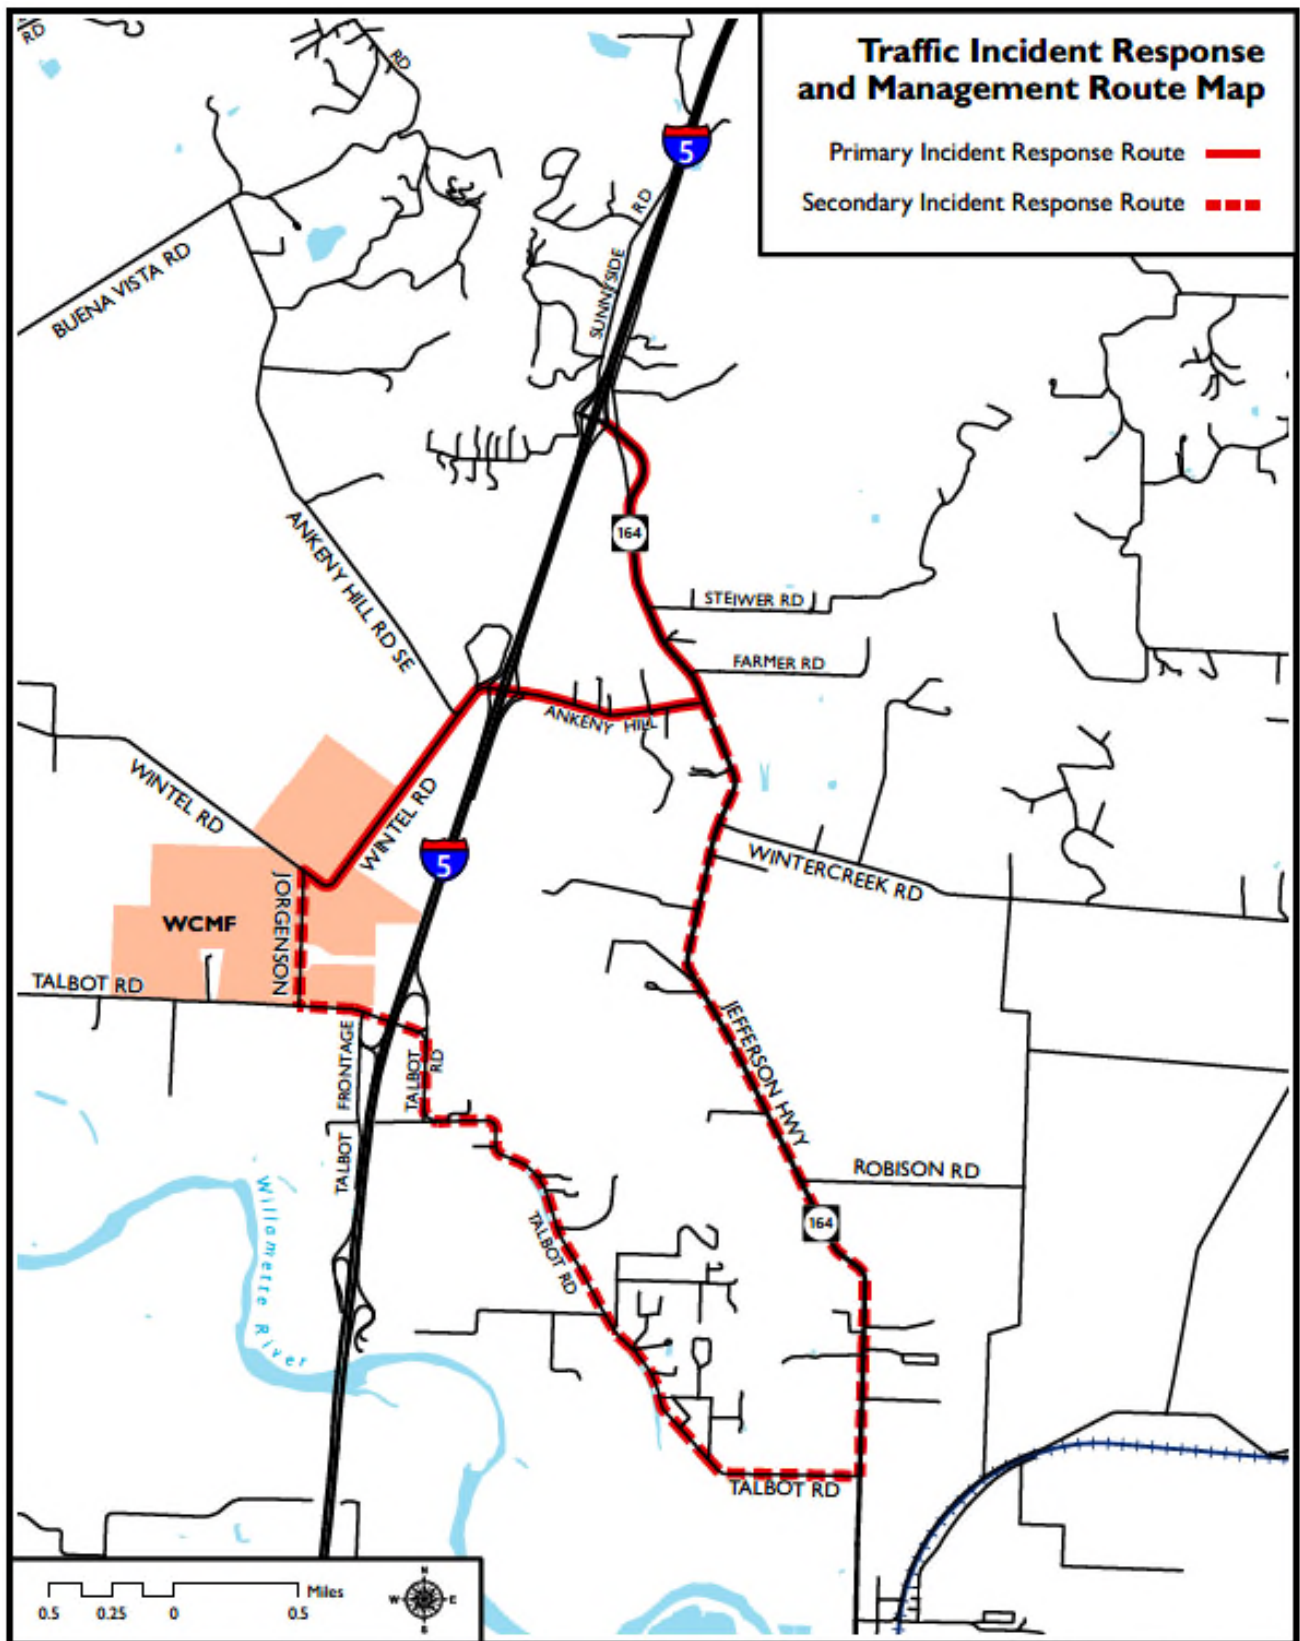 RD
RD
Traffic Incident Response
and Management Route Map
Primary Incident Response Route
Secondary Incident Response Route
5
SUNNYSIDE RD
BUENA VISTA RD
164
ANKENY HILL RD SE
STEIWER RD
FARMER RD
ANKENY HILL
WINTEL RD
WINTEL RD
5
WINTERCREEK RD
JORGENSON
WCMF
TALBOT RD
JEFFERSON HWY
FRONTAGE
TALBOT
RD
TALBOT
ROBISON RD
164
Willamette River
TALBOT RD
TALBOT RD
Miles
0.5 0.25 0 0.5
N
W E
S